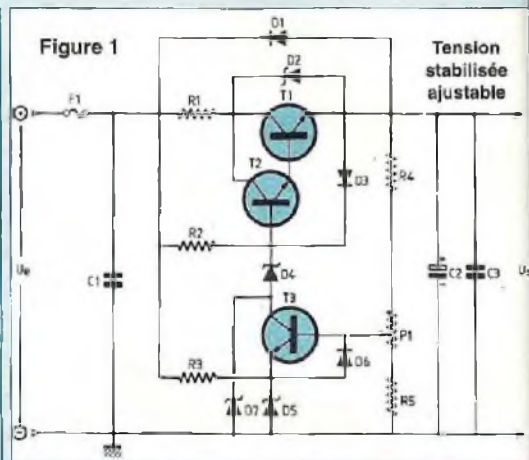 Figure 1
D1
Tension
stabilisée
ajustable
D2
F1
R1
T1
T2
D3
R4
R2
Ue
C1
D4
C2
C3
T3
P1
R3
D6
D7
D5
R5